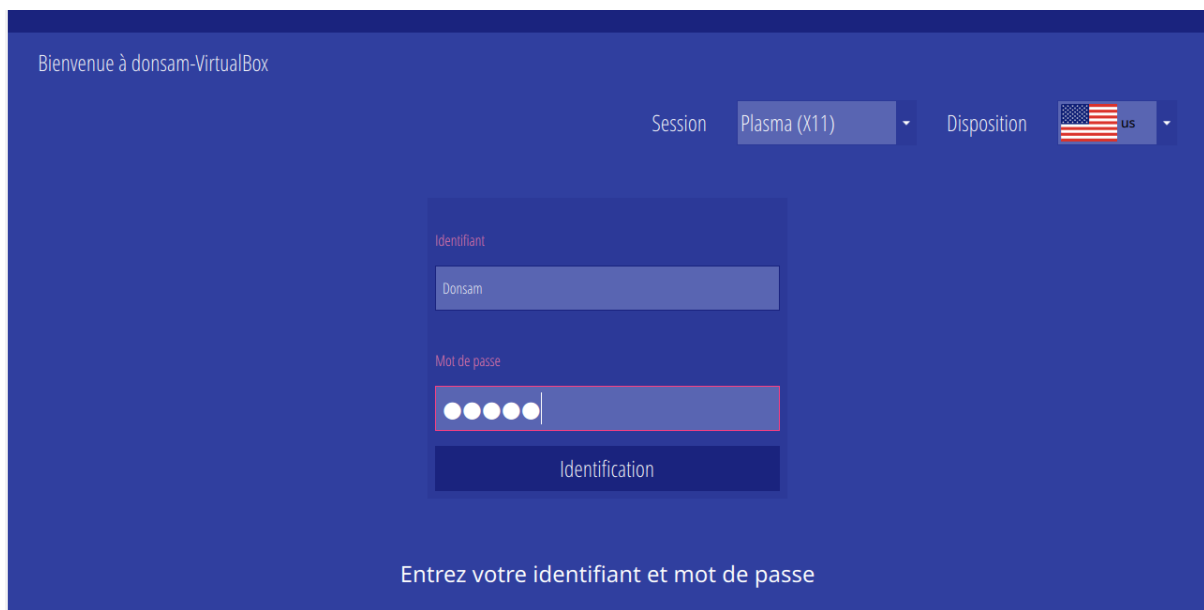 Bienvenue à donsam-VirtualBox
Session Plasma (X11) Disposition us
Identifiant
Donsam
Mot de passe
●●●●●
Identification
Entrez votre identifiant et mot de passe